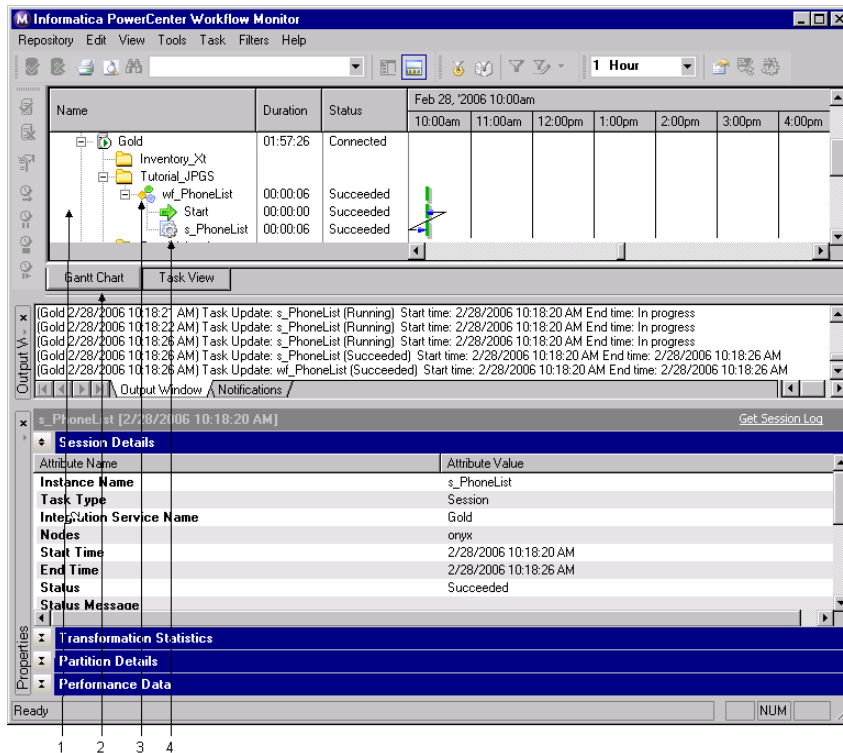 Informatica PowerCenter Workflow Monitor
Repository Edit View Tools Task Filters Help
1 Hour
Name Duration Status Feb 28, '2006 10:00am
10:00am 11:00am 12:00pm 1:00pm 2:00pm 3:00pm 4:00pm
Gold 01:57:26 Connected
Inventory_Xt
Tutorial_JPGS
wf_PhoneList 00:00:06 Succeeded
Start 00:00:00 Succeeded
s_PhoneList 00:00:06 Succeeded
Gantt Chart Task View
(Gold 2/28/2006 10:18:21 AM) Task Update: s_PhoneList (Running) Start time: 2/28/2006 10:18:20 AM End time: In progress
(Gold 2/28/2006 10:18:22 AM) Task Update: s_PhoneList (Running) Start time: 2/28/2006 10:18:20 AM End time: In progress
(Gold 2/28/2006 10:18:26 AM) Task Update: s_PhoneList (Running) Start time: 2/28/2006 10:18:20 AM End time: In progress
(Gold 2/28/2006 10:18:26 AM) Task Update: s_PhoneList (Succeeded) Start time: 2/28/2006 10:18:20 AM End time: 2/28/2006 10:18:26 AM
(Gold 2/28/2006 10:18:26 AM) Task Update: wf_PhoneList (Succeeded) Start time: 2/28/2006 10:18:20 AM End time: 2/28/2006 10:18:26 AM
Output Window Notifications
Output
s_PhoneList [2/28/2006 10:18:20 AM] Get Session Log
Session Details
Attribute Name Attribute Value
Instance Name s_PhoneList
Task Type Session
Integration Service Name Gold
Nodes onyx
Start Time 2/28/2006 10:18:20 AM
End Time 2/28/2006 10:18:26 AM
Status Succeeded
Status Message
Transformation Statistics
Partition Details
Performance Data
Properties
Ready NUM
1 2 3 4